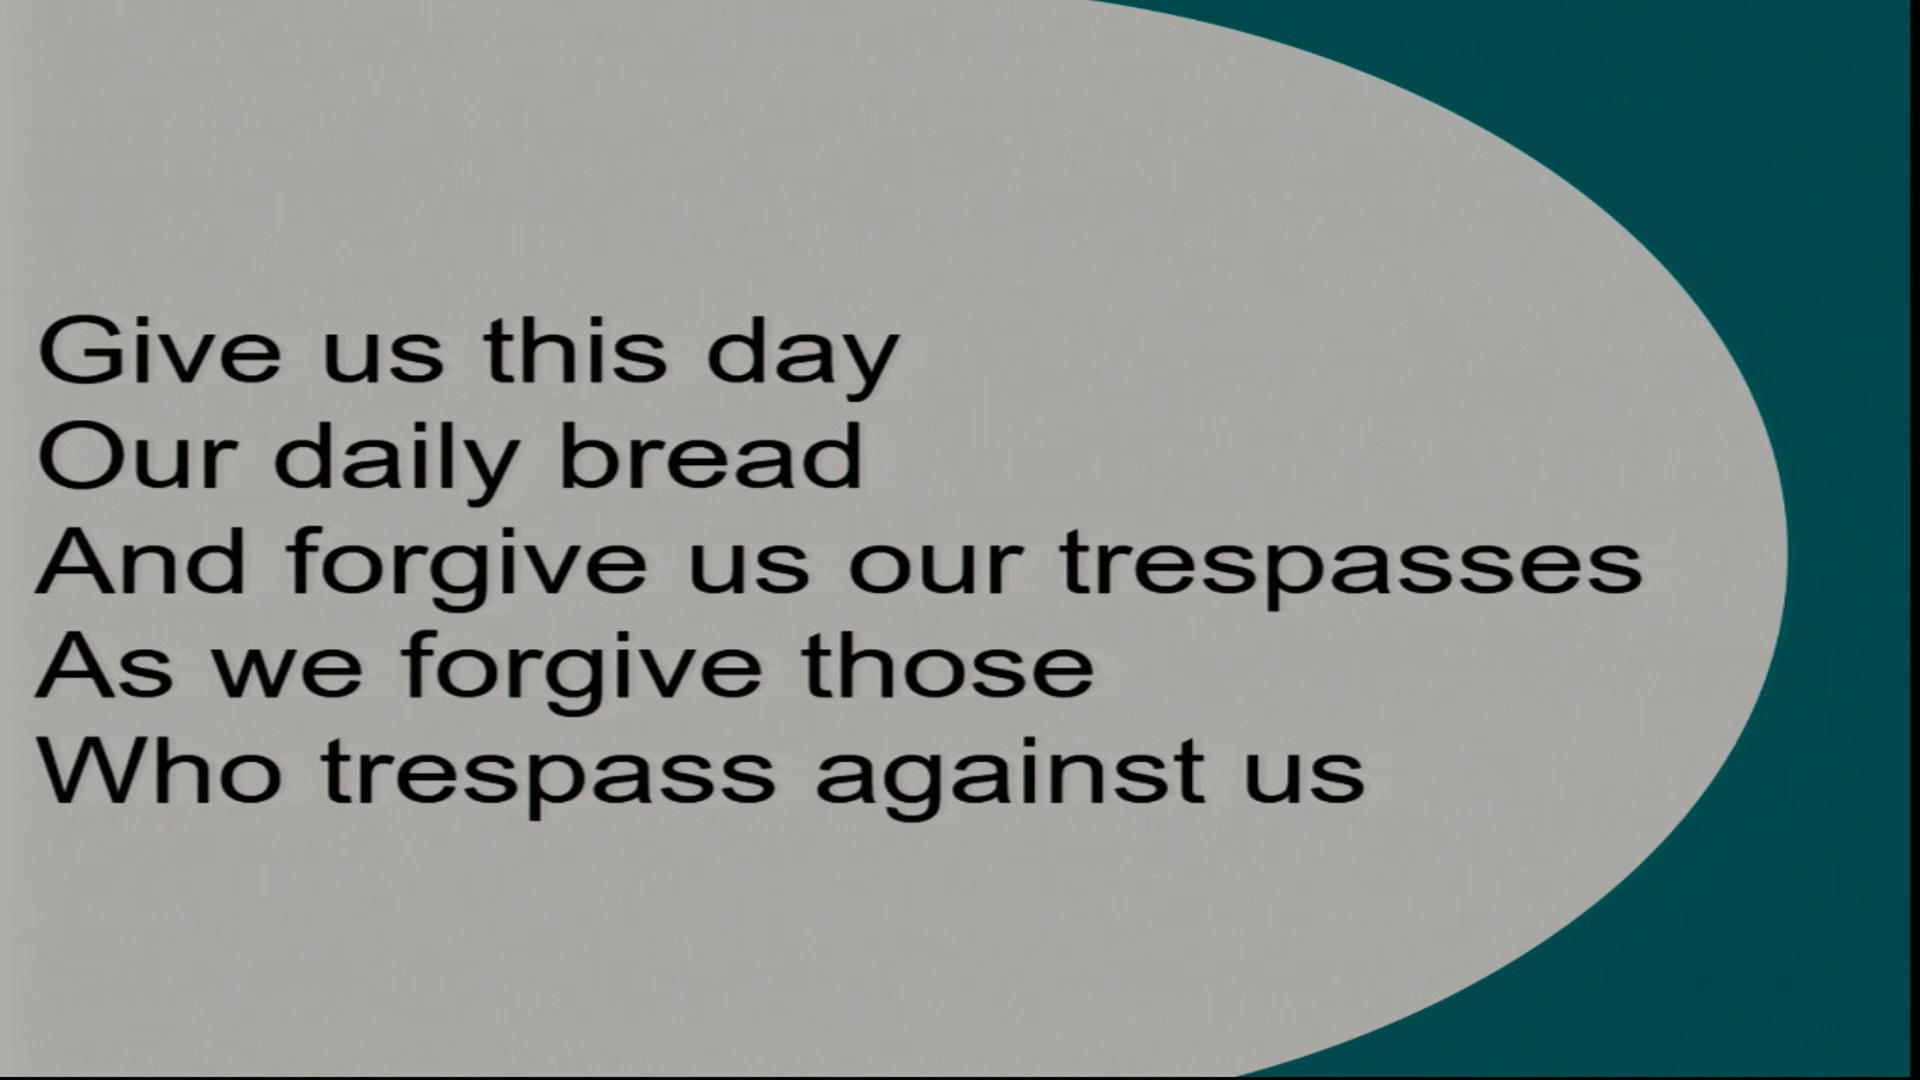 Give us this day
Our daily bread
And forgive us our trespasses
As we forgive those
Who trespass against us